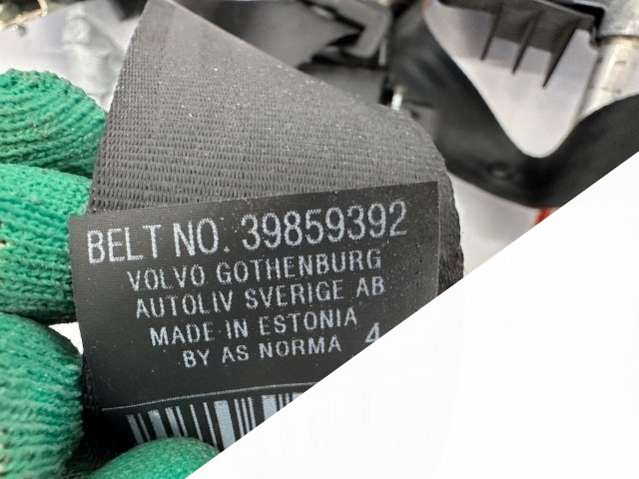 BELT NO. 39859392
VOLVO GOTHENBURG
AUTOLIV SVERIGE AB
MADE IN ESTONIA
BY AS NORMA 4